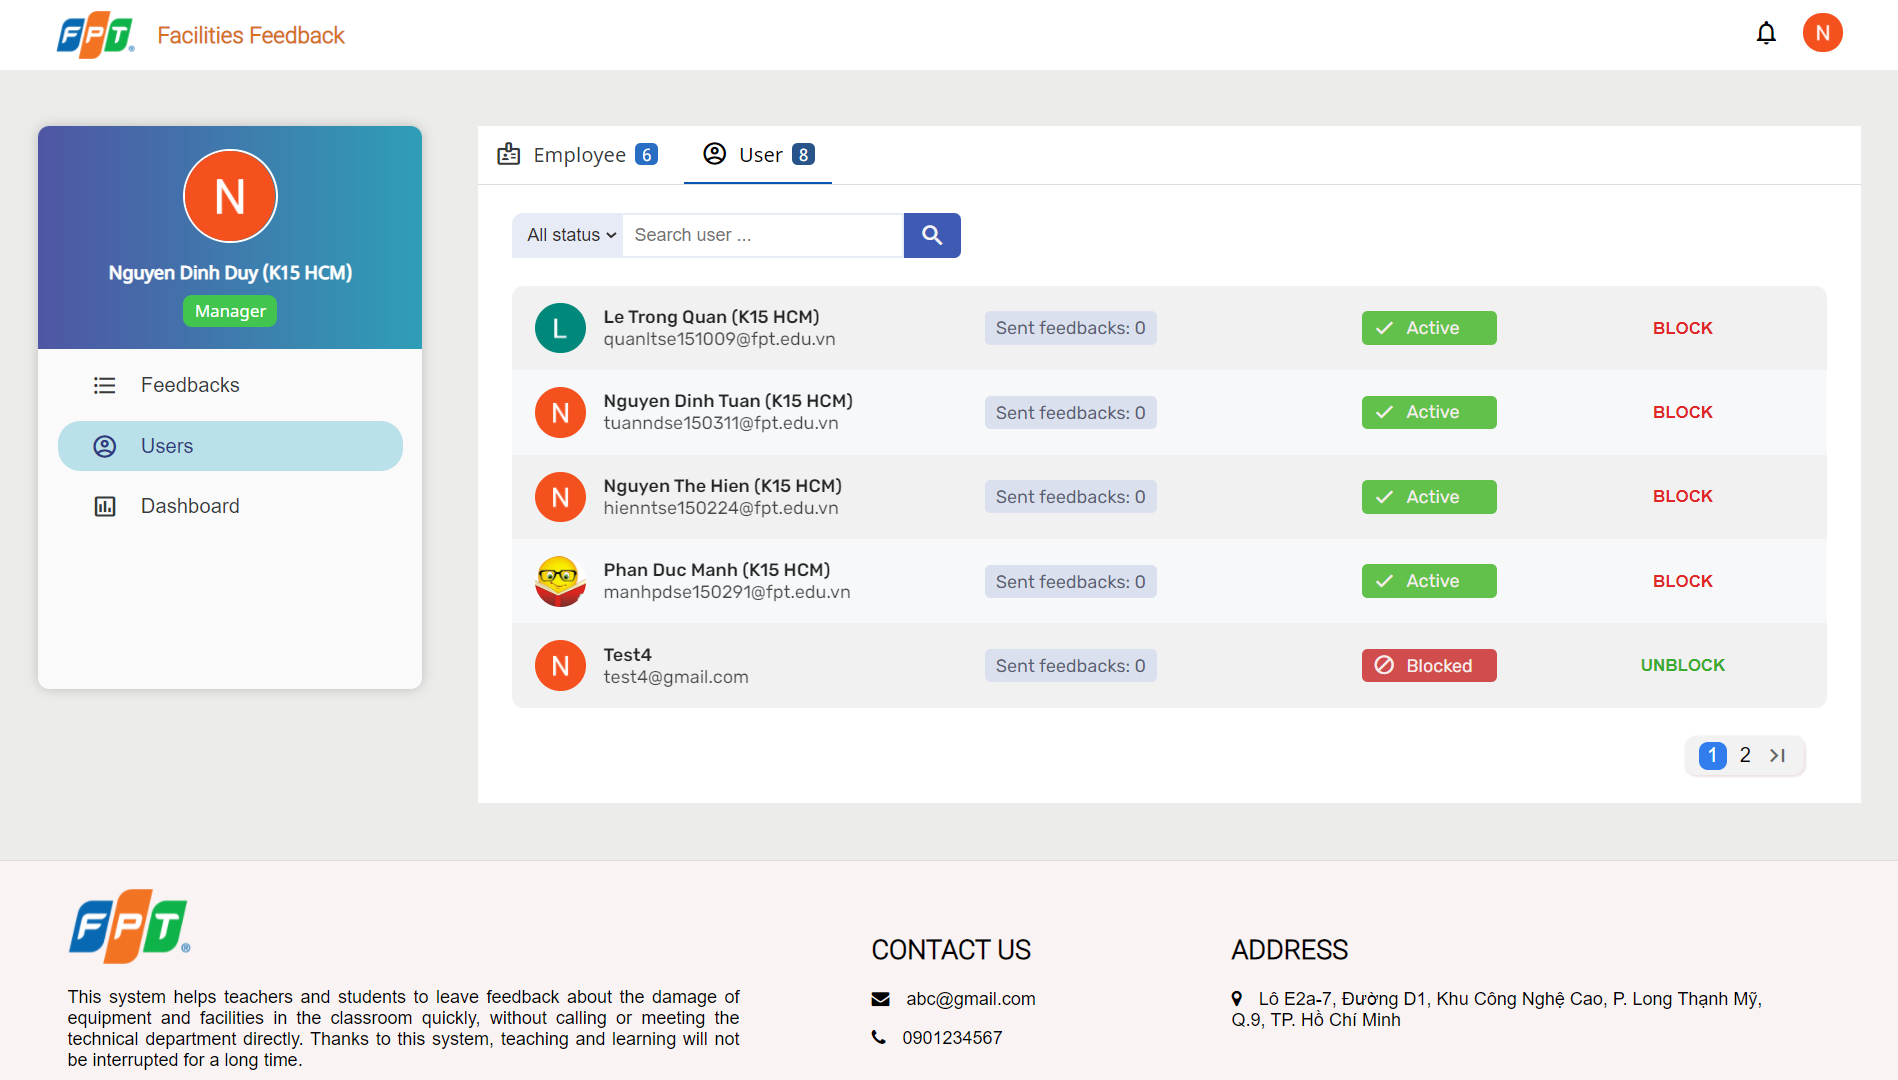 FPT® Facilities Feedback
N
N
Nguyen Dinh Duy (K15 HCM)
Manager
Feedbacks
Users
Dashboard
Employee 6 User 8
All status Search user ...
L Le Trong Quan (K15 HCM)
quanltse151009@fpt.edu.vn
Sent feedbacks: 0 Active BLOCK
N Nguyen Dinh Tuan (K15 HCM)
tuanndse150311@fpt.edu.vn
Sent feedbacks: 0 Active BLOCK
N Nguyen The Hien (K15 HCM)
hienntse150224@fpt.edu.vn
Sent feedbacks: 0 Active BLOCK
Phan Duc Manh (K15 HCM)
manhpdse150291@fpt.edu.vn
Sent feedbacks: 0 Active BLOCK
N Test4
test4@gmail.com
Sent feedbacks: 0 Blocked UNBLOCK
1 2
FPT®
This system helps teachers and students to leave feedback about the damage of
equipment and facilities in the classroom quickly, without calling or meeting the
technical department directly. Thanks to this system, teaching and learning will not
be interrupted for a long time.
CONTACT US
abc@gmail.com
0901234567
ADDRESS
Lô E2a-7, Đường D1, Khu Công Nghệ Cao, P. Long Thạnh Mỹ,
Q.9, TP. Hồ Chí Minh